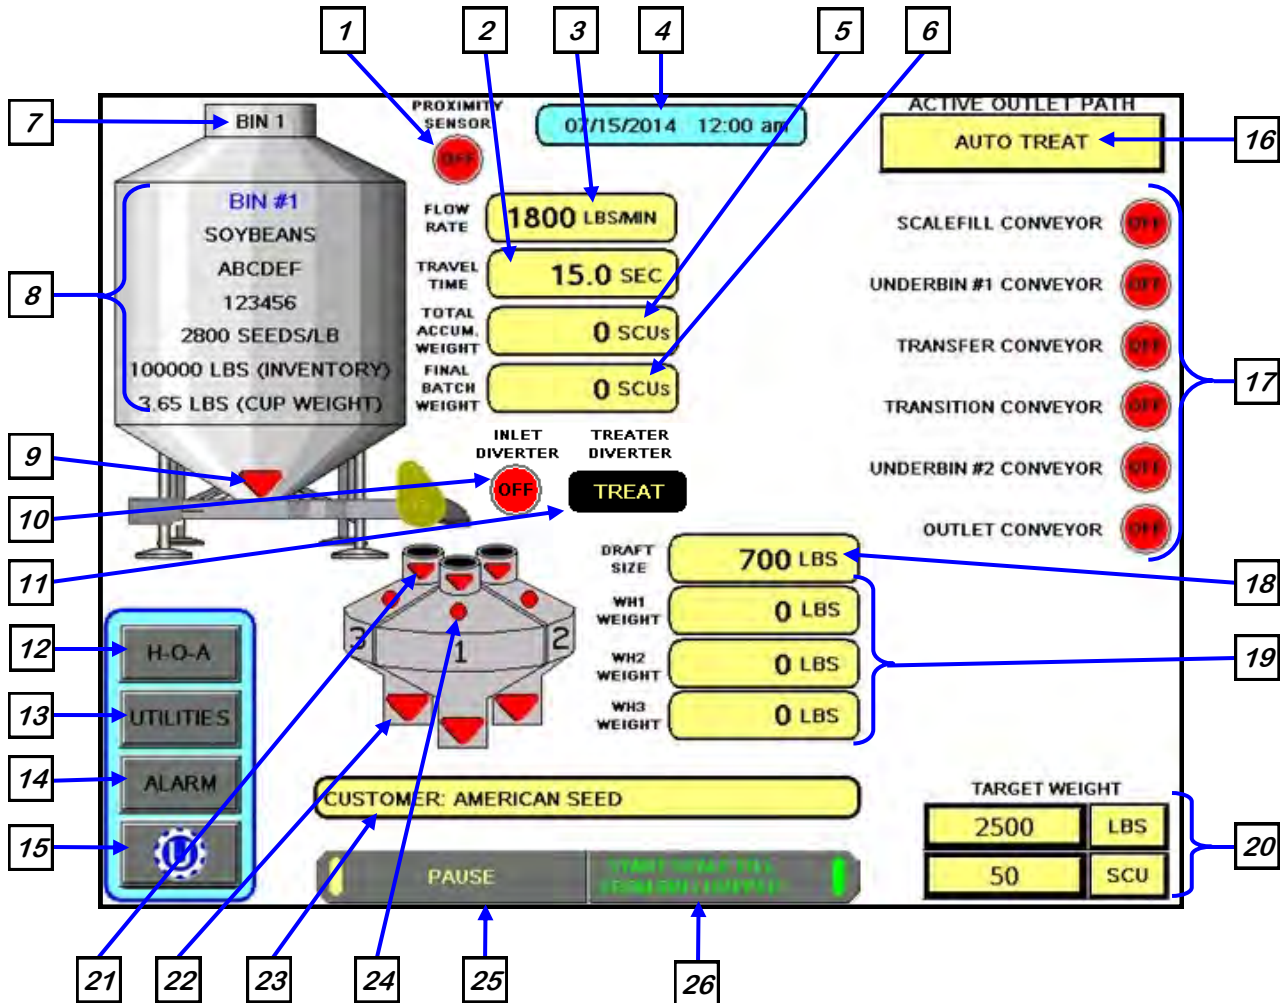 1
2
3
4
5
6
7
BIN 1
PROXIMITY
SENSOR
OFF
07/15/2014 12:00 am
ACTIVE OUTLET PATH
AUTO TREAT
16
BIN #1
SOYBEANS
ABCDEF
123456
2800 SEEDS/LB
100000 LBS (INVENTORY)
3.65 LBS (CUP WEIGHT)
8
FLOW
RATE
1800 LBS/MIN
TRAVEL
TIME
15.0 SEC
TOTAL
ACCUM.
WEIGHT
0 SCUs
FINAL
BATCH
WEIGHT
0 SCUs
SCALEFILL CONVEYOR OFF
UNDERBIN #1 CONVEYOR OFF
TRANSFER CONVEYOR OFF
TRANSITION CONVEYOR OFF
UNDERBIN #2 CONVEYOR OFF
OUTLET CONVEYOR OFF
17
9
10
11
INLET
DIVERTER
OFF
TREATER
DIVERTER
TREAT
DRAFT
SIZE
700 LBS
18
WH1
WEIGHT
0 LBS
WH2
WEIGHT
0 LBS
WH3
WEIGHT
0 LBS
19
3
1
2
12
H-O-A
13
UTILITIES
14
ALARM
15
U
CUSTOMER: AMERICAN SEED
TARGET WEIGHT
2500 LBS
50 SCU
20
PAUSE
21
22
23
24
25
26